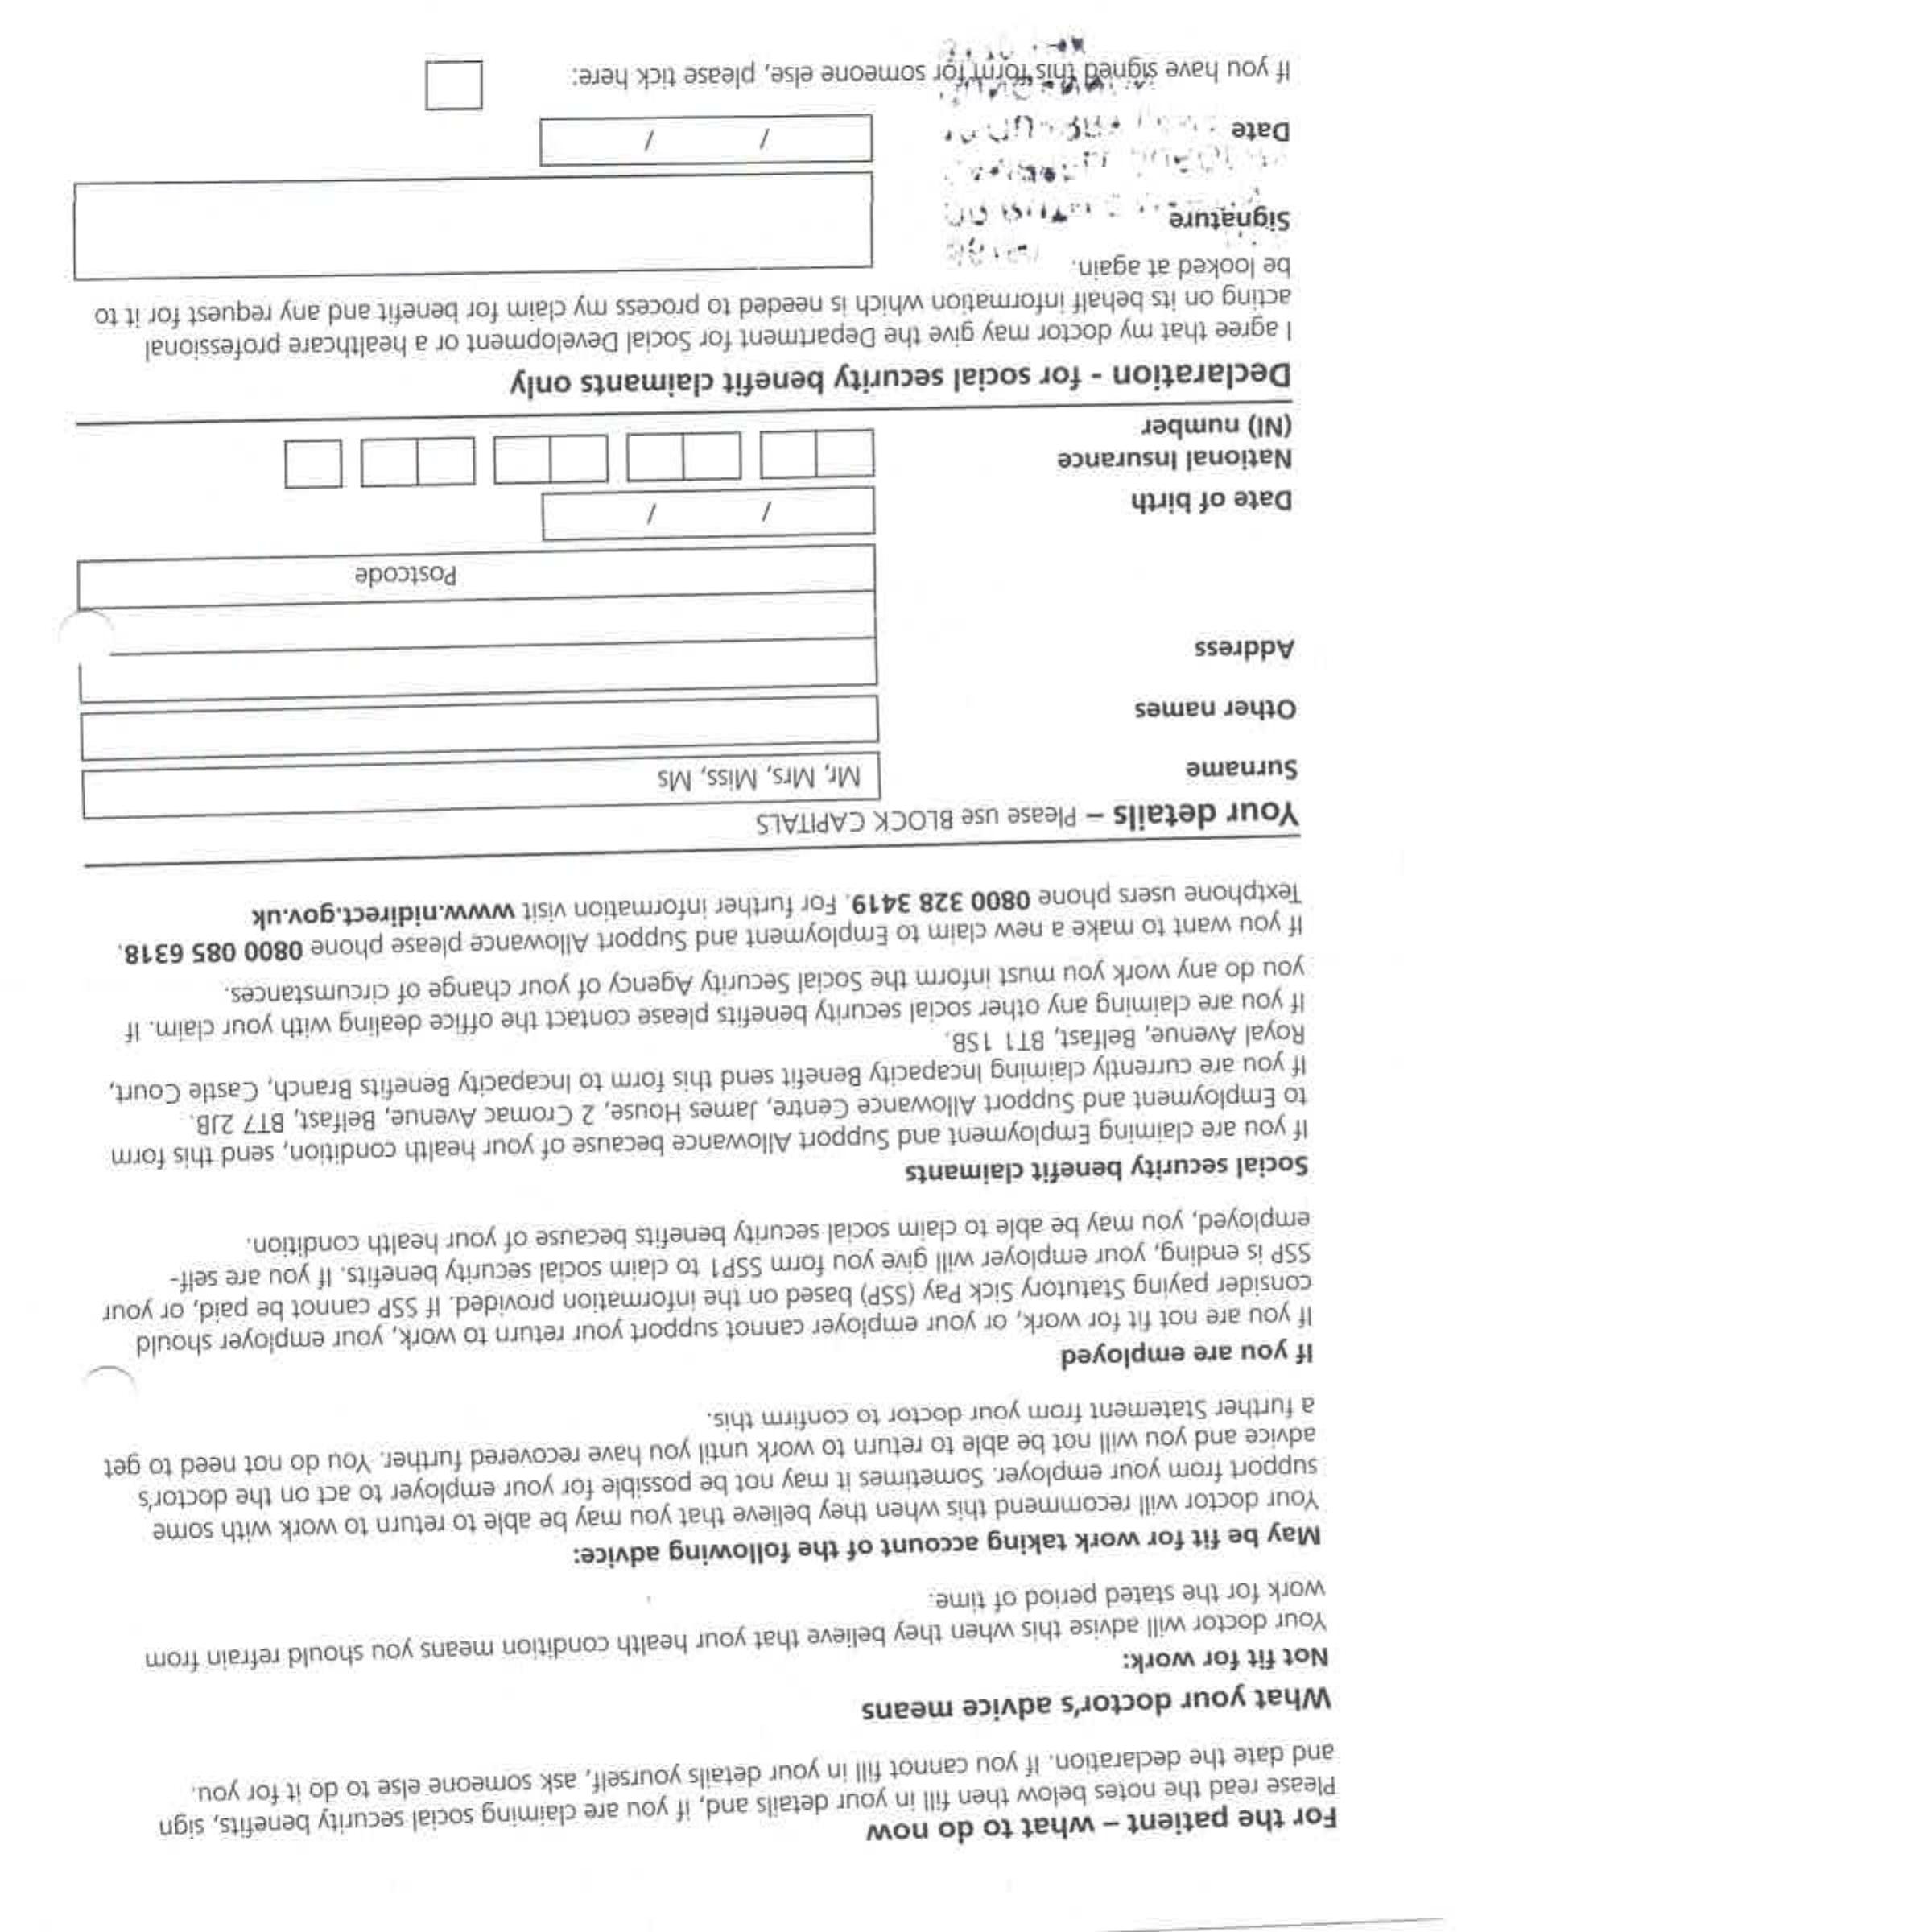 For the patient – what to do now
Please read the notes below then fill in your details and, if you are claiming social security benefits, sign
and date the declaration. If you cannot fill in your details yourself, ask someone else to do it for you.
What your doctor's advice means
Not fit for work:
Your doctor will advise this when they believe that your health condition means you should refrain from
work for the stated period of time.
May be fit for work taking account of the following advice:
Your doctor will recommend this when they believe that you may be able to return to work with some
support from your employer. Sometimes it may not be possible for your employer to act on the doctor's
advice and you will not be able to return to work until you have recovered further. You do not need to get
a further Statement from your doctor to confirm this.
If you are employed
If you are not fit for work, or your employer cannot support your return to work, your employer should
consider paying Statutory Sick Pay (SSP) based on the information provided. If SSP cannot be paid, or your
SSP is ending, your employer will give you form SSP1 to claim social security benefits. If you are self-
employed, you may be able to claim social security benefits because of your health condition.
Social security benefit claimants
If you are claiming Employment and Support Allowance because of your health condition, send this form
to Employment and Support Allowance Centre, James House, 2 Cromac Avenue, Belfast, BT7 2JB.
If you are currently claiming Incapacity Benefit send this form to Incapacity Benefits Branch, Castle Court,
Royal Avenue, Belfast, BT1 1SB.
If you are claiming any other social security benefits please contact the office dealing with your claim. If
you do any work you must inform the Social Security Agency of your change of circumstances.
If you want to make a new claim to Employment and Support Allowance please phone 0800 085 6318.
Textphone users phone 0800 328 3419. For further information visit www.nidirect.gov.uk
Your details – Please use BLOCK CAPITALS
Surname Mr, Mrs, Miss, Ms
Other names
Address
Postcode
Date of birth / /
National Insurance
(NI) number
Declaration - for social security benefit claimants only
I agree that my doctor may give the Department for Social Development or a healthcare professional
acting on its behalf information which is needed to process my claim for benefit and any request for it to
be looked at again.
Signature
Date / /
If you have signed this form for someone else, please tick here: